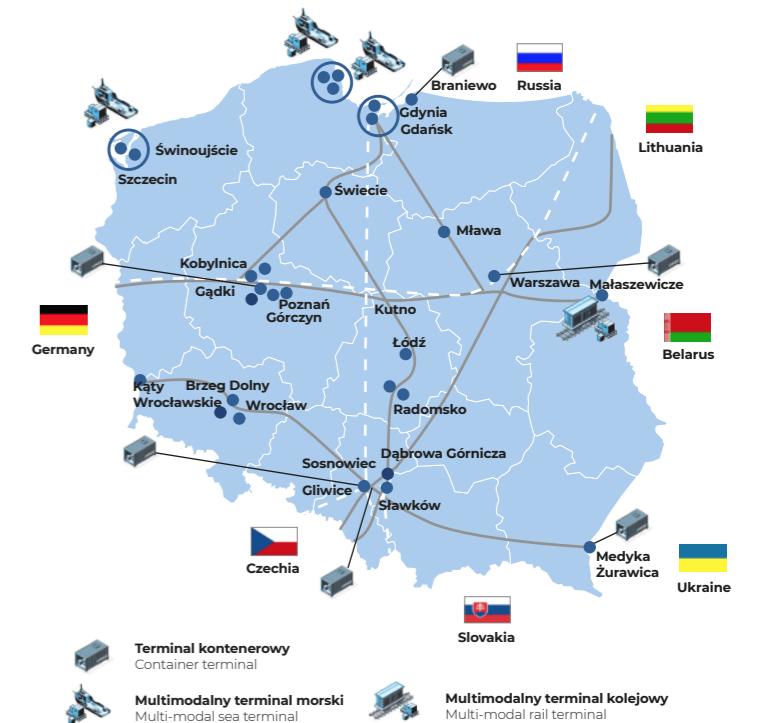 Braniewo
Russia
Gdynia
Gdańsk
Lithuania
Świnoujście
Szczecin
Świecie
Mława
Kobylnica
Warszawa
Małaszewicze
Gądki
Poznań
Górczyn
Kutno
Germany
Łódź
Belarus
Kąty
Wrocławskie
Brzeg Dolny
Wrocław
Radomsko
Dąbrowa Górnicza
Sosnowiec
Gliwice
Sławków
Czechia
Medyka
Żurawica
Ukraine
Slovakia
Terminal kontenerowy
Container terminal
Multimodalny terminal morski
Multi-modal sea terminal
Multimodalny terminal kolejowy
Multi-modal rail terminal